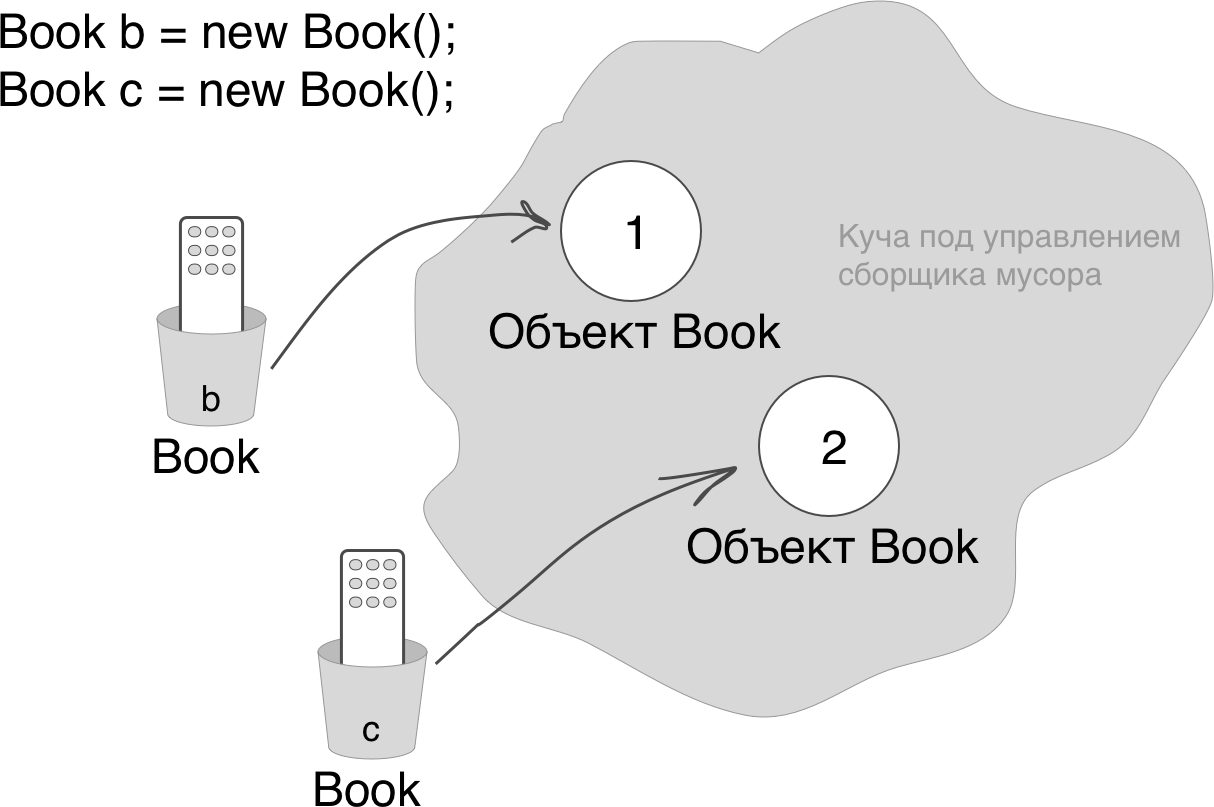 Book b = new Book();
Book c = new Book();
1
Куча под управлением
сборщика мусора
Объект Book
b
Book
2
Объект Book
c
Book